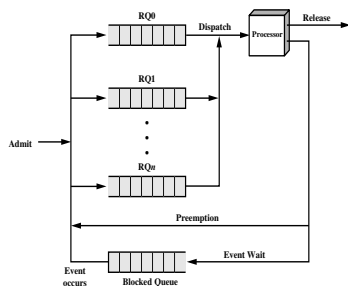 RQ0
Dispatch
Release
Processor
RQ1
Admit
RQn
Preemption
Event Wait
Event
occurs
Blocked Queue